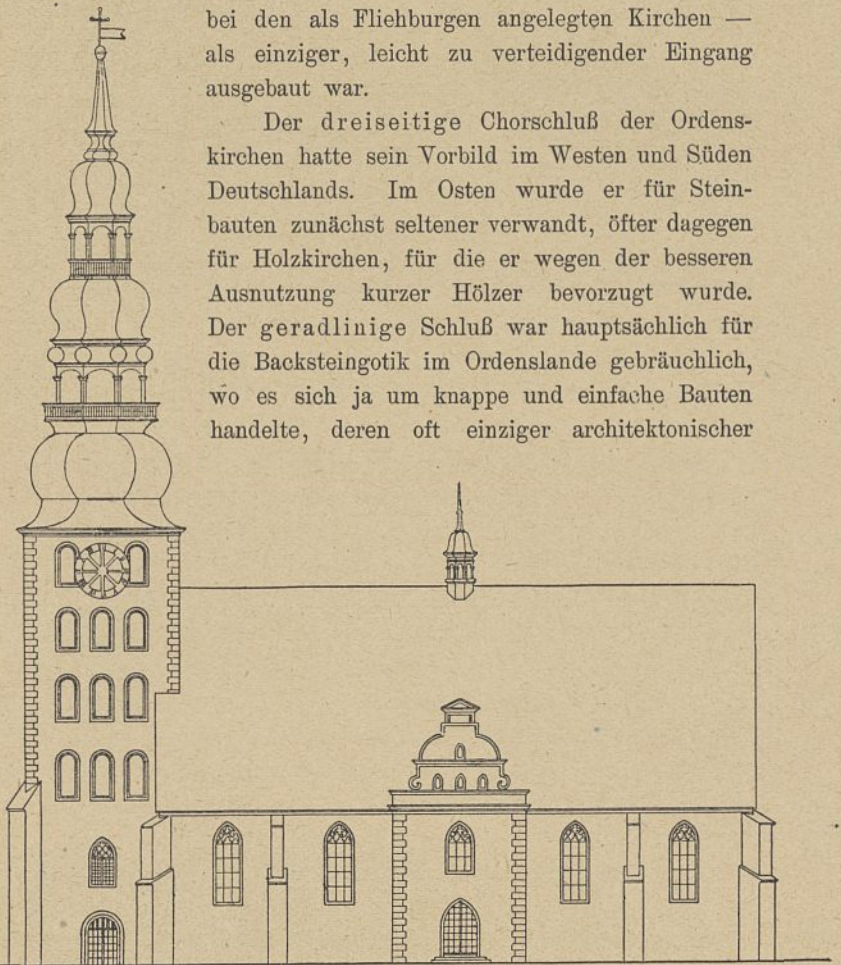 bei den als Fliehburgen angelegten Kirchen —
als einziger, leicht zu verteidigender Eingang
ausgebaut war.
Der dreiseitige Chorschluß der Ordens-
kirchen hatte sein Vorbild im Westen und Süden
Deutschlands. Im Osten wurde er für Stein-
bauten zunächst seltener verwandt, öfter dagegen
für Holzkirchen, für die er wegen der besseren
Ausnutzung kurzer Hölzer bevorzugt wurde.
Der geradlinige Schluß war hauptsächlich für
die Backsteingotik im Ordenslande gebräuchlich,
wo es sich ja um knappe und einfache Bauten
handelte, deren oft einziger architektonischer